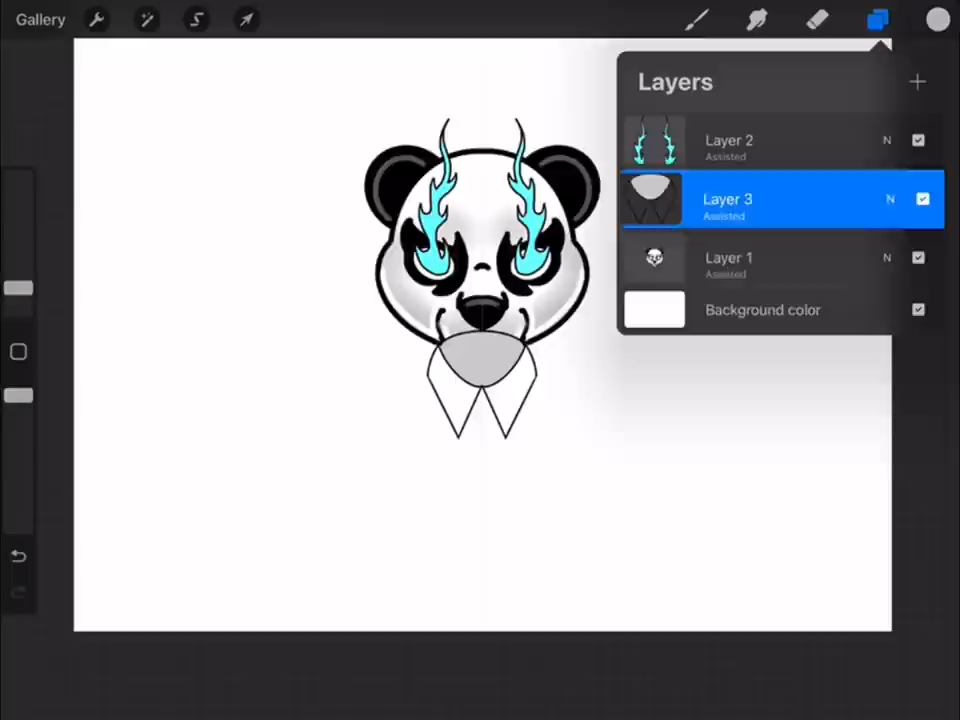 Gallery
Layers
Layer 2
N
Assisted
Layer 3
N
Assisted
Layer 1
N
Assisted
Background color